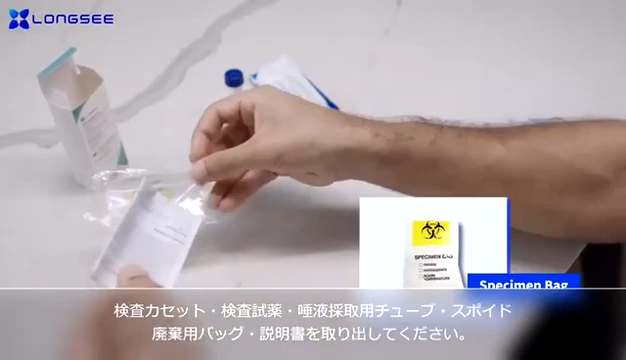 LONGSEE
SPECIMEN BAG
Specimen Bag
検査カセット・検査試薬・唾液採取用チューブ・スポイド
廃棄用バッグ・説明書を取り出してください。